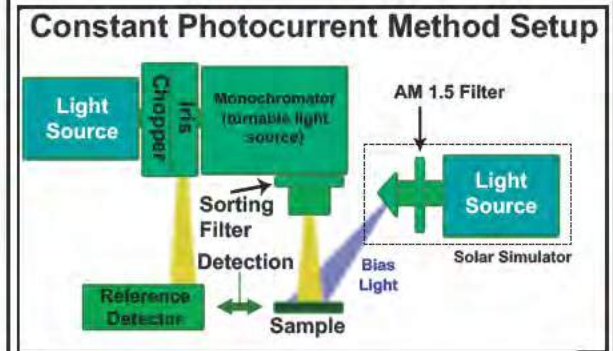 Constant Photocurrent Method Setup
Light
Source
Iris
Chopper
Monochromator
(turnable light
source)
AM 1.5 Filter
Light
Source
Sorting
Filter
Solar Simulator
Detection
Bias
Light
Reference
Detector
Sample